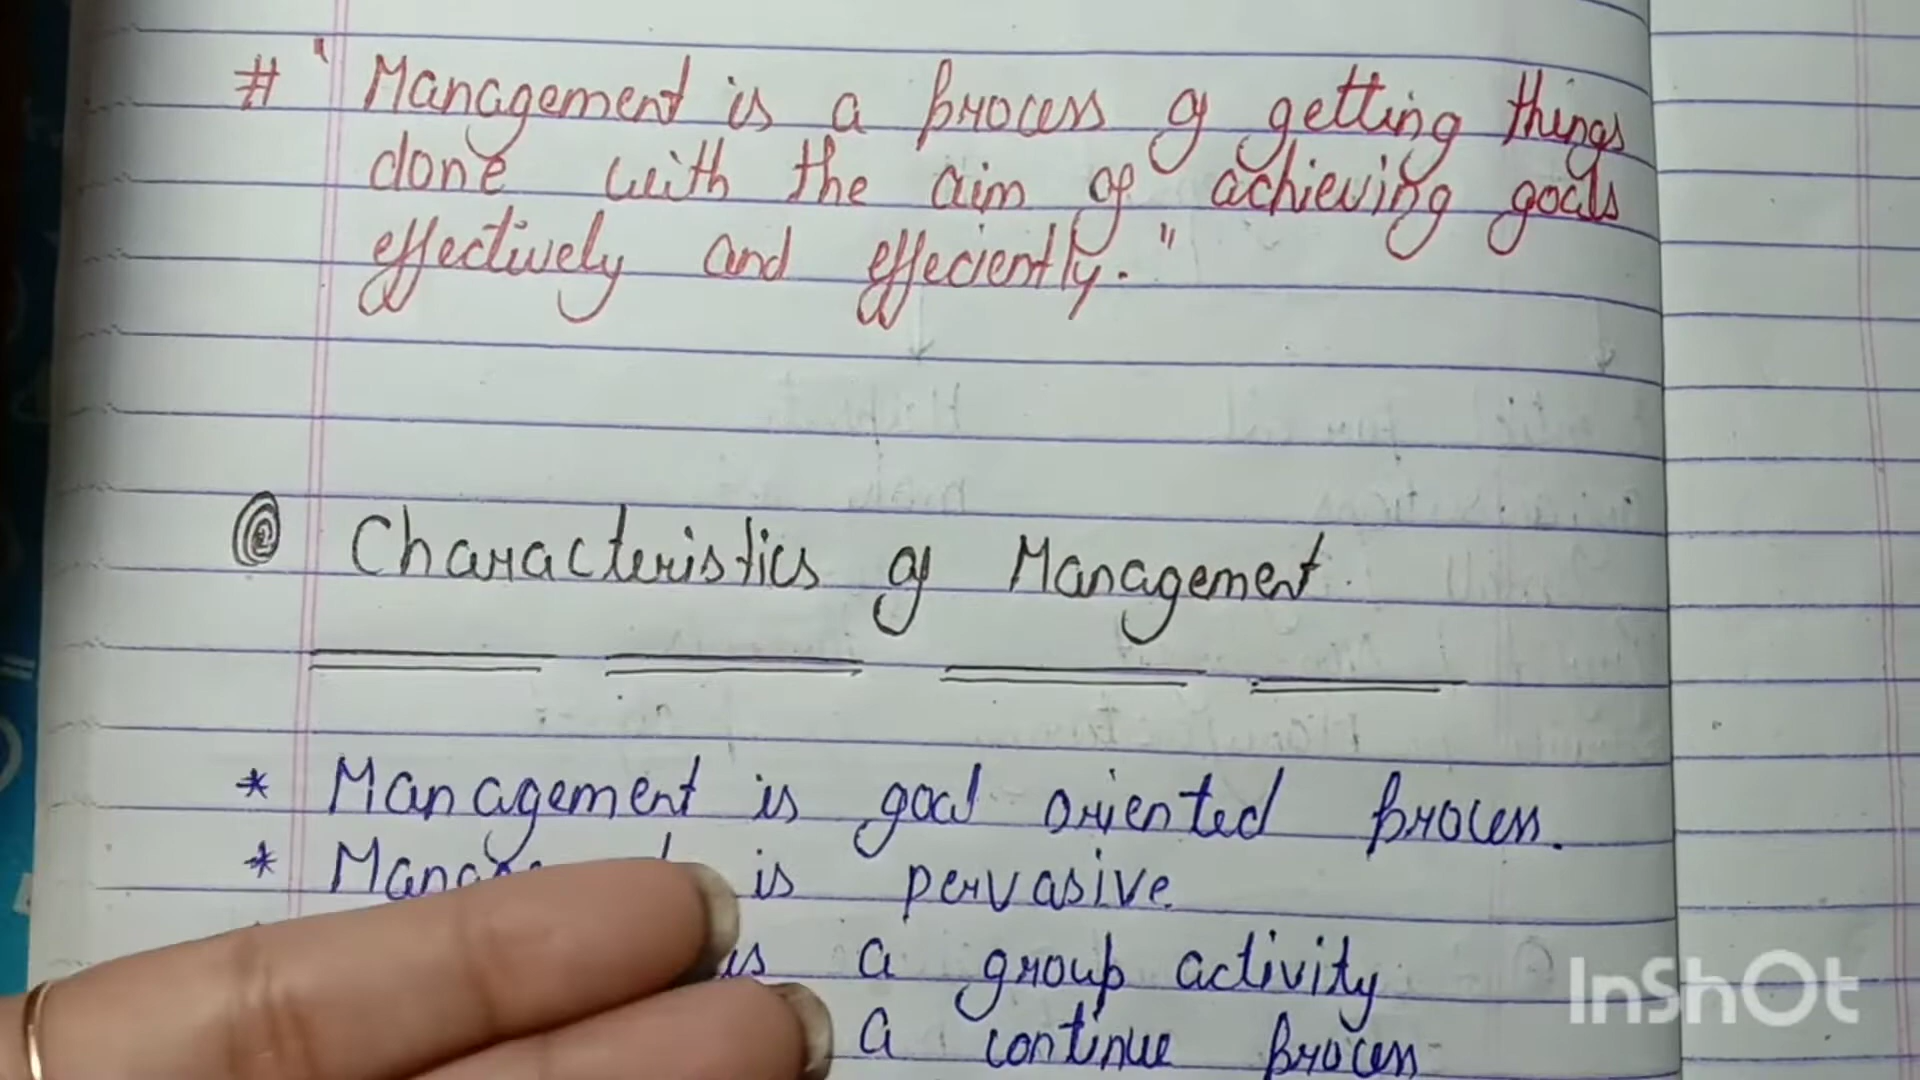 # " Management is a process of getting things
done with the aim of achieving goals
effectively and effeciently."
Characteristics of Management.
* Management is goal oriented process.
* is pervasive
is a group activity
a continue process
InShOt